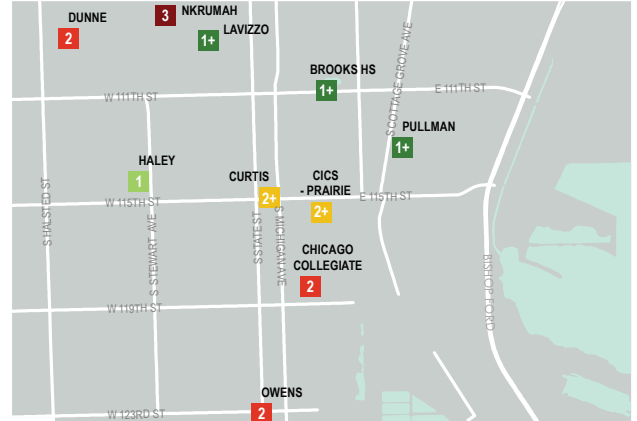 DUNNE
2
3
NKRUMAH
1+
LAVIZZO
BROOKS HS
1+
W 111TH ST
E 111TH ST
S COTTAGE GROVE AVE
PULLMAN
1+
HALEY
1
CURTIS
2+
CICS
- PRAIRIE
2+
W 115TH ST
E 115TH ST
S HALSTED ST
S STEWART AVE
S STATE ST
S MICHIGAN AVE
CHICAGO
COLLEGIATE
2
BISHOP FORD
W 119TH ST
OWENS
2
W 123RD ST